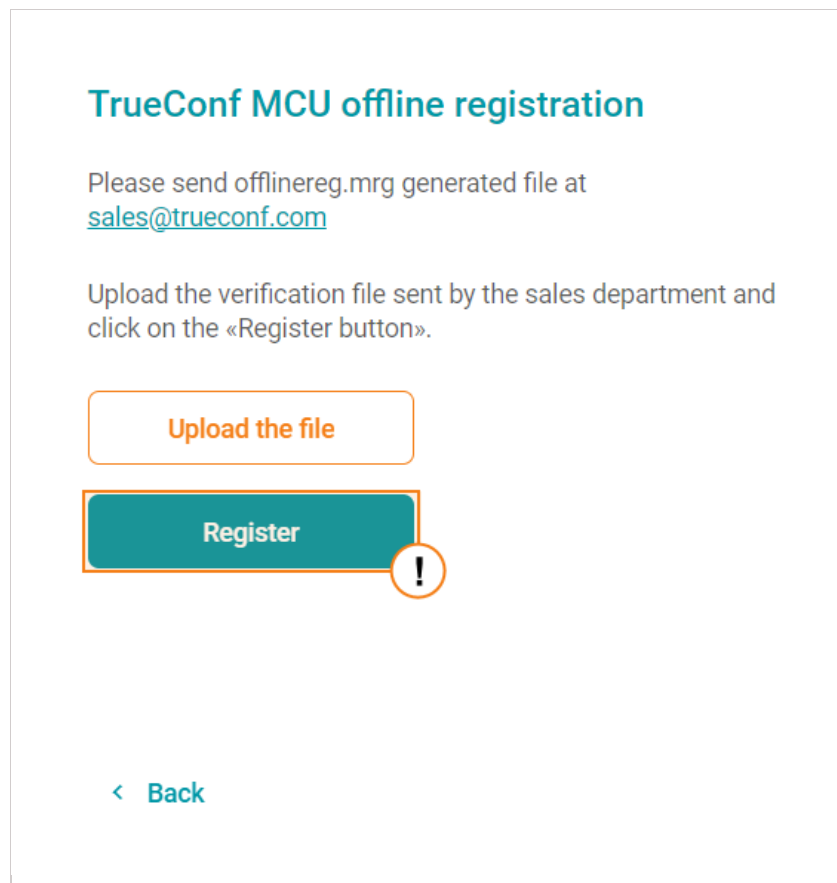 TrueConf MCU offline registration
Please send offlinereg.mrg generated file at
sales@trueconf.com
Upload the verification file sent by the sales department and
click on the «Register button».
Upload the file
Register
!
Back